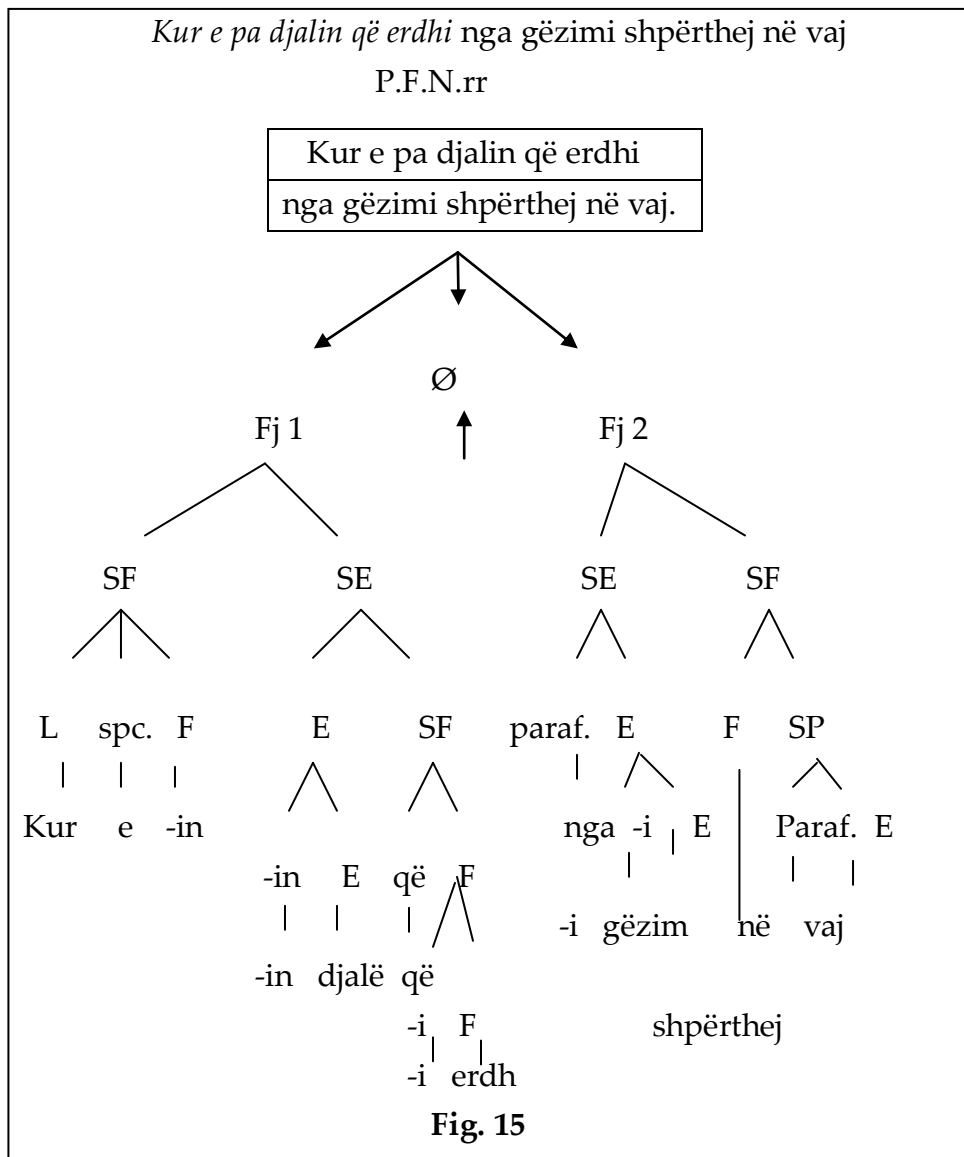 Kur e pa djalin që erdhi nga gëzimi shpërthej në vaj
P.F.N.rr
Kur e pa djalin që erdhi
nga gëzimi shpërthej në vaj.
Ø
Fj 1 Fj 2
SF SE SE SF
L spc. F E SF paraf. E F SP
Kur e -in nga -i E Paraf. E
-in E që F
-i gëzim në vaj
-in djalë që
-i F shpërthej
-i erdh
Fig. 15